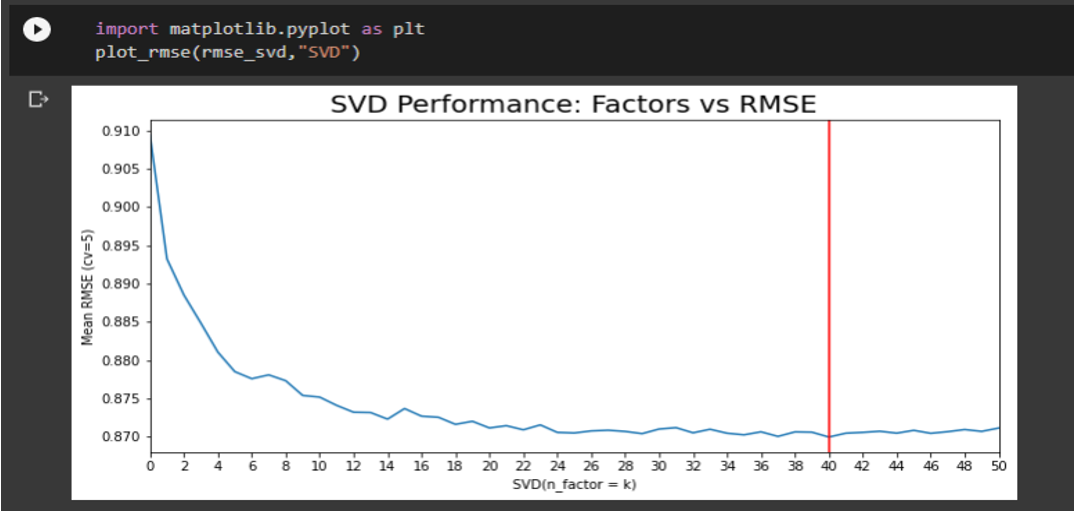 import matplotlib.pyplot as plt
plot_rmse(rmse_svd,"SVD")
SVD Performance: Factors vs RMSE
0.910
0.905
0.900
0.895
0.890
0.885
0.880
0.875
0.870
Mean RMSE (cv=5)
0 2 4 6 8 10 12 14 16 18 20 22 24 26 28 30 32 34 36 38 40 42 44 46 48 50
SVD(n_factor = k)